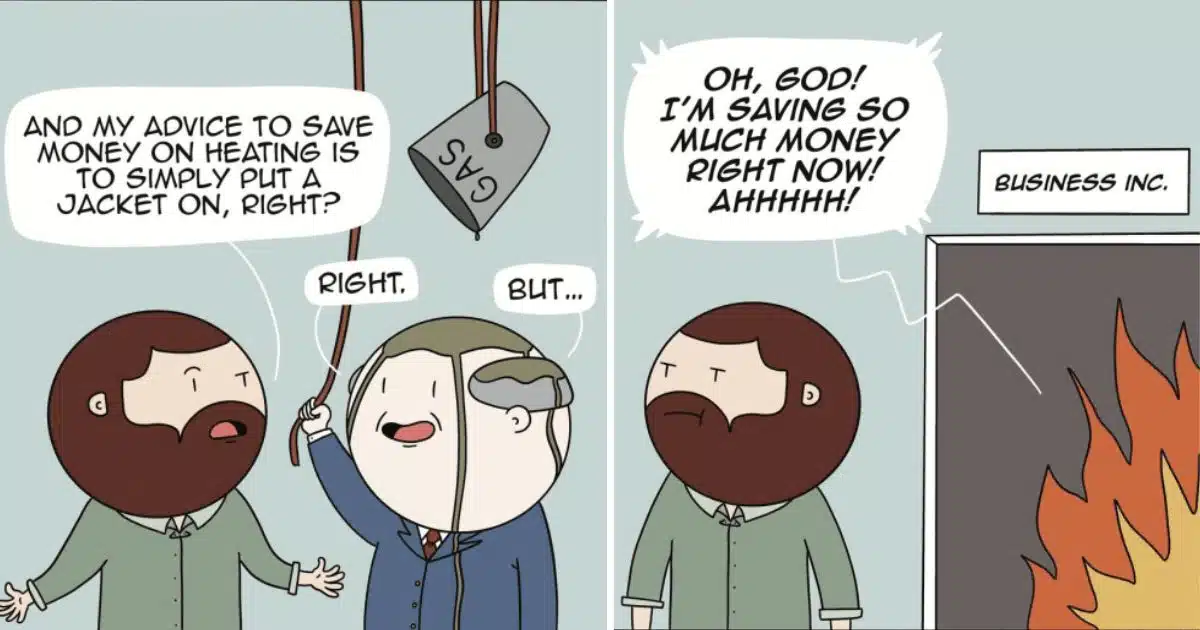 AND MY ADVICE TO SAVE
MONEY ON HEATING IS
TO SIMPLY PUT A
JACKET ON, RIGHT?
GAS
RIGHT.
BUT...
OH, GOD!
I'M SAVING SO
MUCH MONEY
RIGHT NOW!
AHHHHH!
BUSINESS INC.